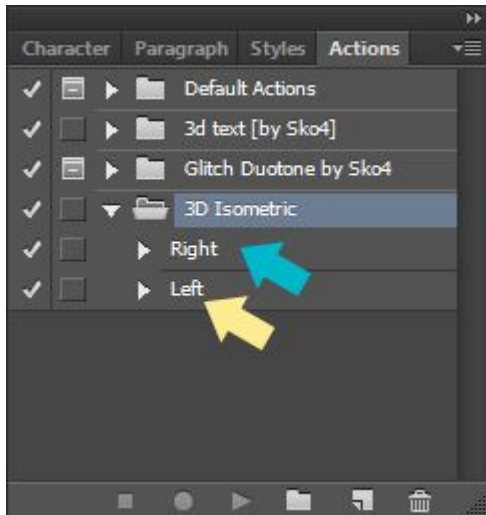 Character Paragraph Styles Actions
Default Actions
3d text [by Sko4]
Glitch Duotone by Sko4
3D Isometric
Right
Left